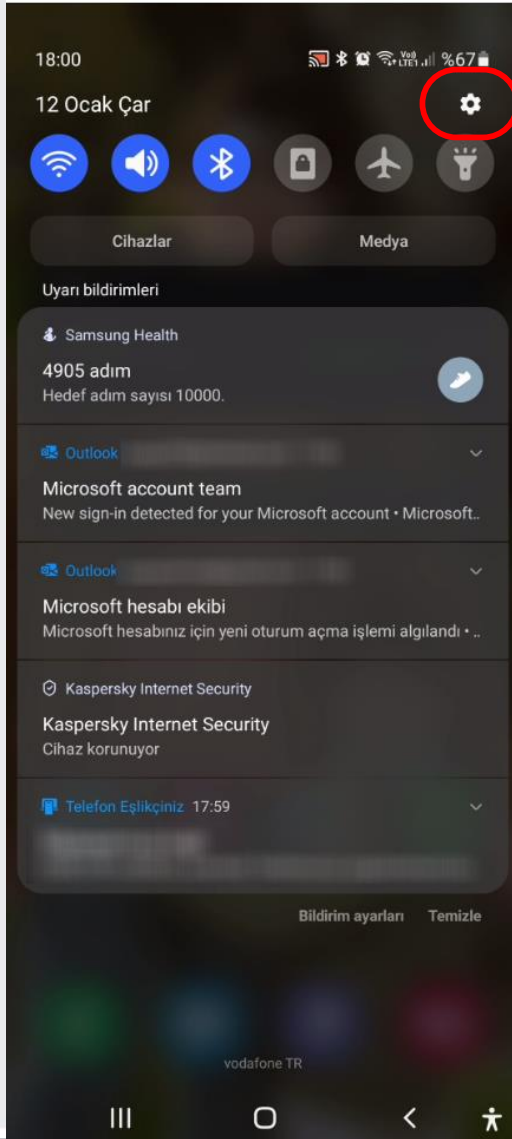 18:00 Vo)) LTE1 %67
12 Ocak Çar
Cihazlar Medya
Uyarı bildirimleri
Samsung Health
4905 adım
Hedef adım sayısı 10000.
Outlook
Microsoft account team
New sign-in detected for your Microsoft account • Microsoft..
Outlook
Microsoft hesabı ekibi
Microsoft hesabınız için yeni oturum açma işlemi algılandı • ..
Kaspersky Internet Security
Kaspersky Internet Security
Cihaz korunuyor
Telefon Eşlikçiniz 17:59
Bildirim ayarları Temizle
vodafone TR